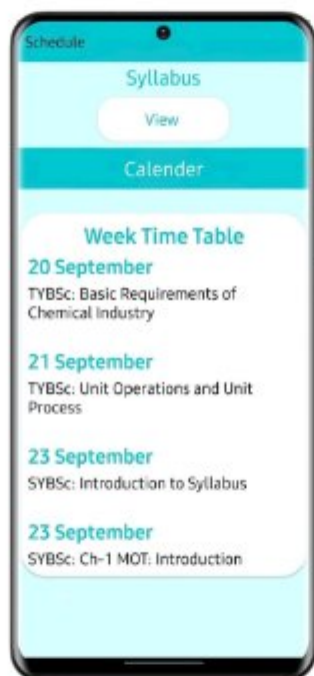 Schedule
Syllabus
View
Calender
Week Time Table
20 September
TYBSc: Basic Requirements of
Chemical Industry
21 September
TYBSc: Unit Operations and Unit
Process
23 September
SYBSc: Introduction to Syllabus
23 September
SYBSc: Ch-1 MOT: Introduction